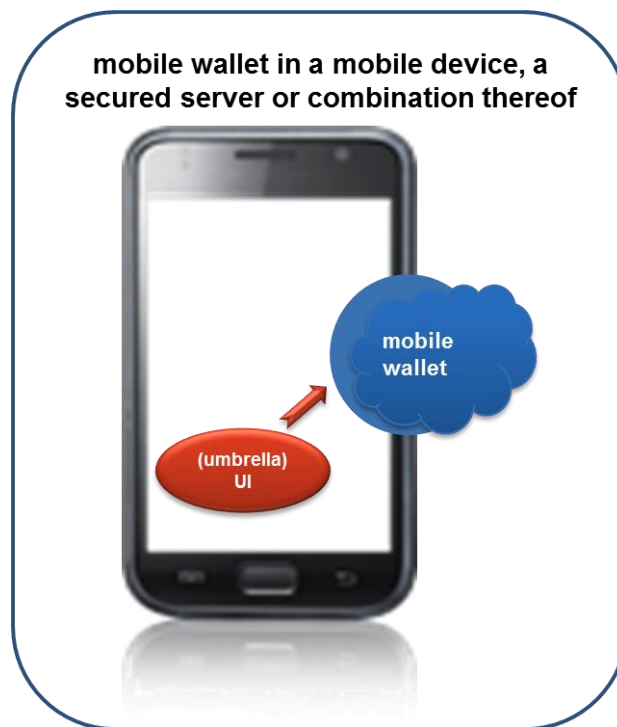 mobile wallet in a mobile device, a
secured server or combination thereof
mobile
wallet
(umbrella)
UI